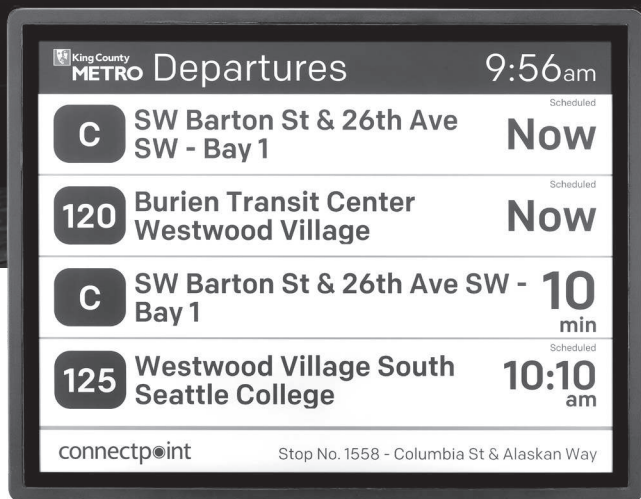 King County
METRO Departures 9:56am
C SW Barton St & 26th Ave SW - Bay 1 Scheduled Now
120 Burien Transit Center Westwood Village Scheduled Now
C SW Barton St & 26th Ave SW - Bay 1 10 min
125 Westwood Village South Seattle College Scheduled 10:10 am
connectpoint Stop No. 1558 - Columbia St & Alaskan Way